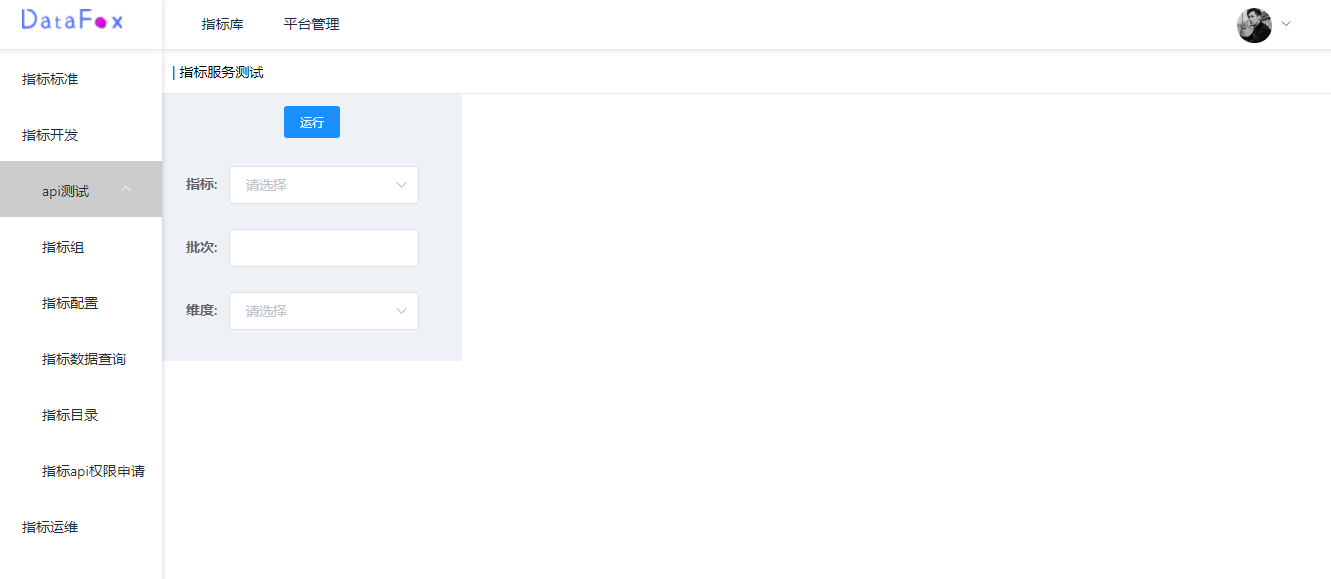 DataFox
指标库
平台管理
指标标准
指标开发
api测试
指标组
指标配置
指标数据查询
指标目录
指标api权限申请
指标运维
| 指标服务测试
运行
指标: 请选择
批次:
维度: 请选择